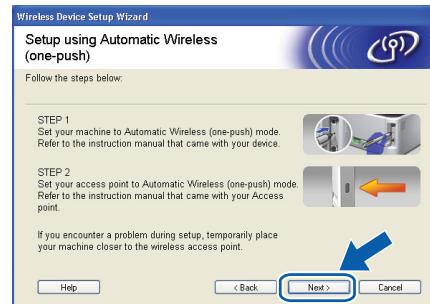 Wireless Device Setup Wizard
Setup using Automatic Wireless
(one-push)
Follow the steps below:
STEP 1
Set your machine to Automatic Wireless (one-push) mode.
Refer to the instruction manual that came with your device.
STEP 2
Set your access point to Automatic Wireless (one-push) mode.
Refer to the instruction manual that came with your Access
point.
If you encounter a problem during setup, temporarily place
your machine closer to the wireless access point.
Help
< Back
Next >
Cancel